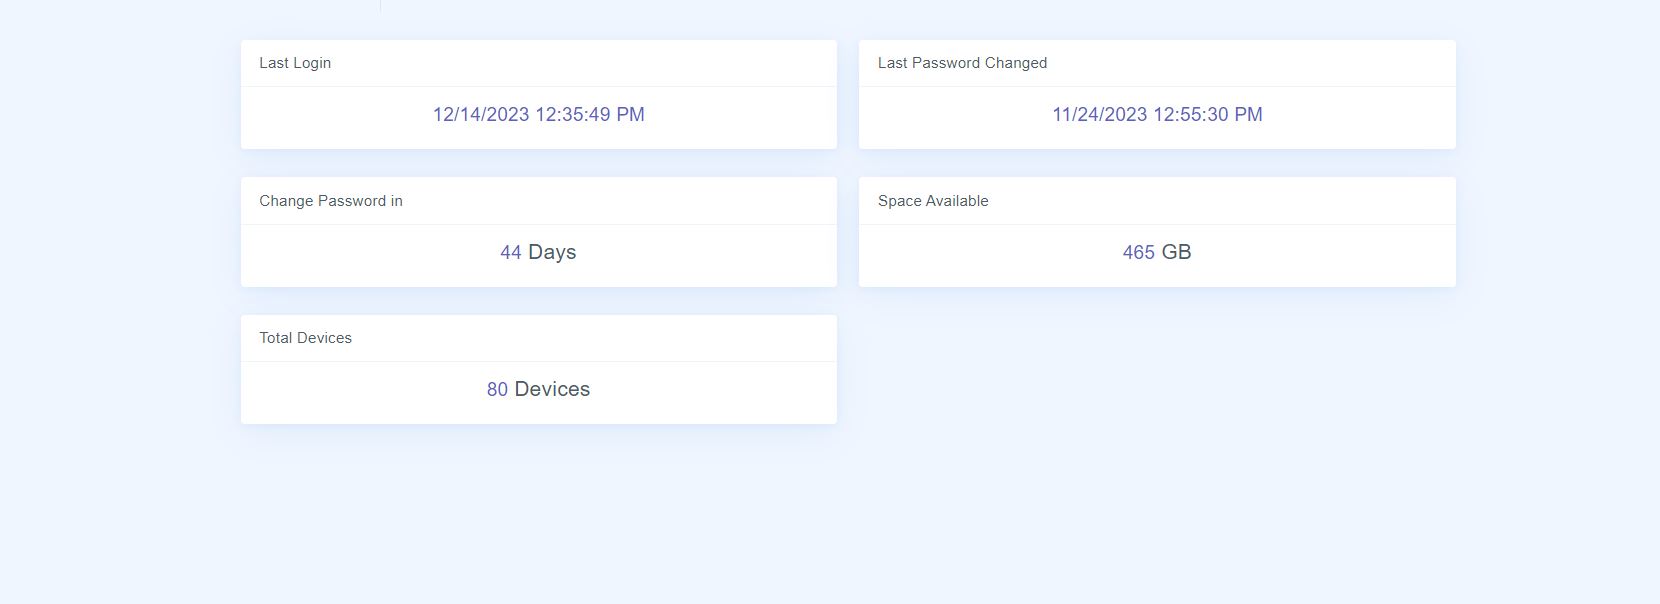 Last Login
12/14/2023 12:35:49 PM
Last Password Changed
11/24/2023 12:55:30 PM
Change Password in
44 Days
Space Available
465 GB
Total Devices
80 Devices